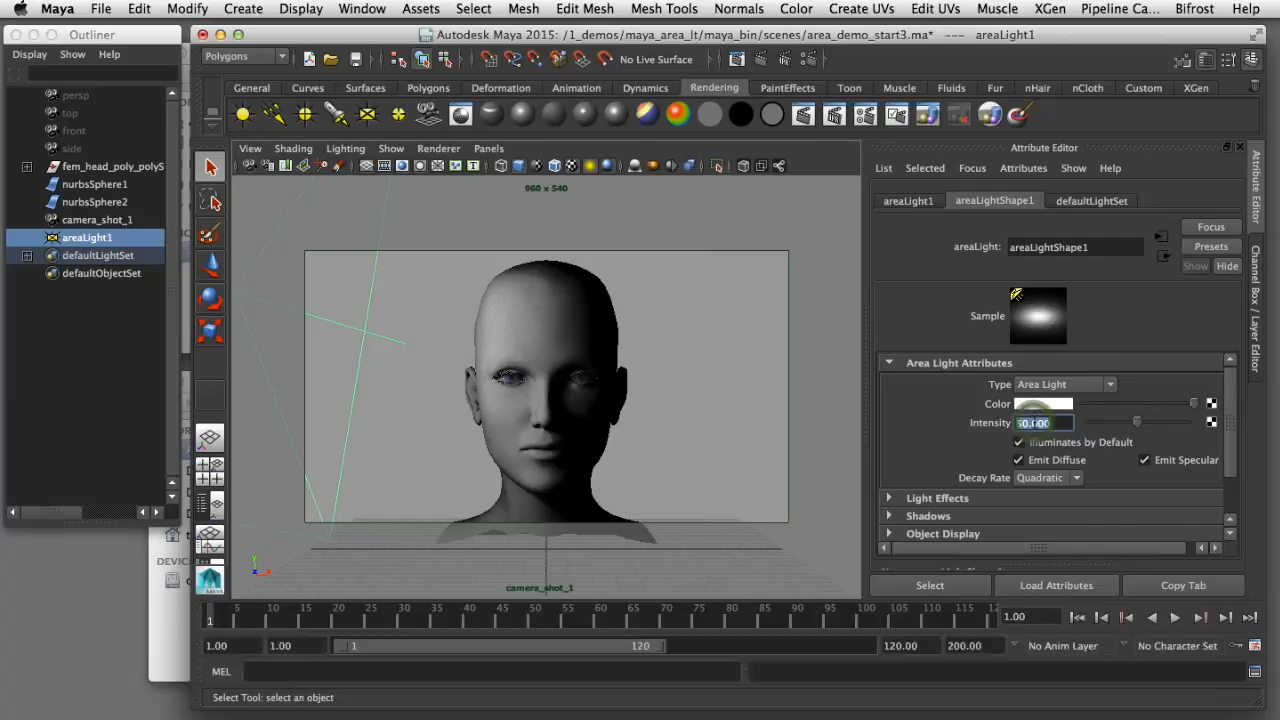 Maya File Edit Modify Create Display Window Assets Select Mesh Edit Mesh Mesh Tools Normals Color Create UVs Edit UVs Muscle XGen Pipeline Ca... Bifrost Help
Outliner
Display Show Help
persp
top
front
side
fem_head_poly_polyS
nurbsSphere1
nurbsSphere2
camera_shot_1
areaLight1
defaultLightSet
defaultObjectSet
Autodesk Maya 2015: /1_demos/maya_area_lt/maya_bin/scenes/area_demo_start3.ma* --- areaLight1
Polygons
No Live Surface
General Curves Surfaces Polygons Deformation Animation Dynamics Rendering PaintEffects Toon Muscle Fluids Fur nHair nCloth Custom XGen
View Shading Lighting Show Renderer Panels
960 x 540
camera_shot_1
Attribute Editor
List Selected Focus Attributes Show Help
areaLight1 areaLightShape1 defaultLightSet
areaLight: areaLightShape1
Focus
Presets
Show Hide
Sample
Area Light Attributes
Type Area Light
Color
Intensity
Illuminates by Default
Emit Diffuse Emit Specular
Decay Rate Quadratic
Light Effects
Shadows
Object Display
Select Load Attributes Copy Tab
Attribute Editor
Channel Box / Layer Editor
5 10 15 20 25 30 35 40 45 50 55 60 65 70 75 80 85 90 95 100 105 110 115 12
1
1.00
1.00 1.00 1 120 120.00 200.00 No Anim Layer No Character Set
MEL
Select Tool: select an object
DEVIC